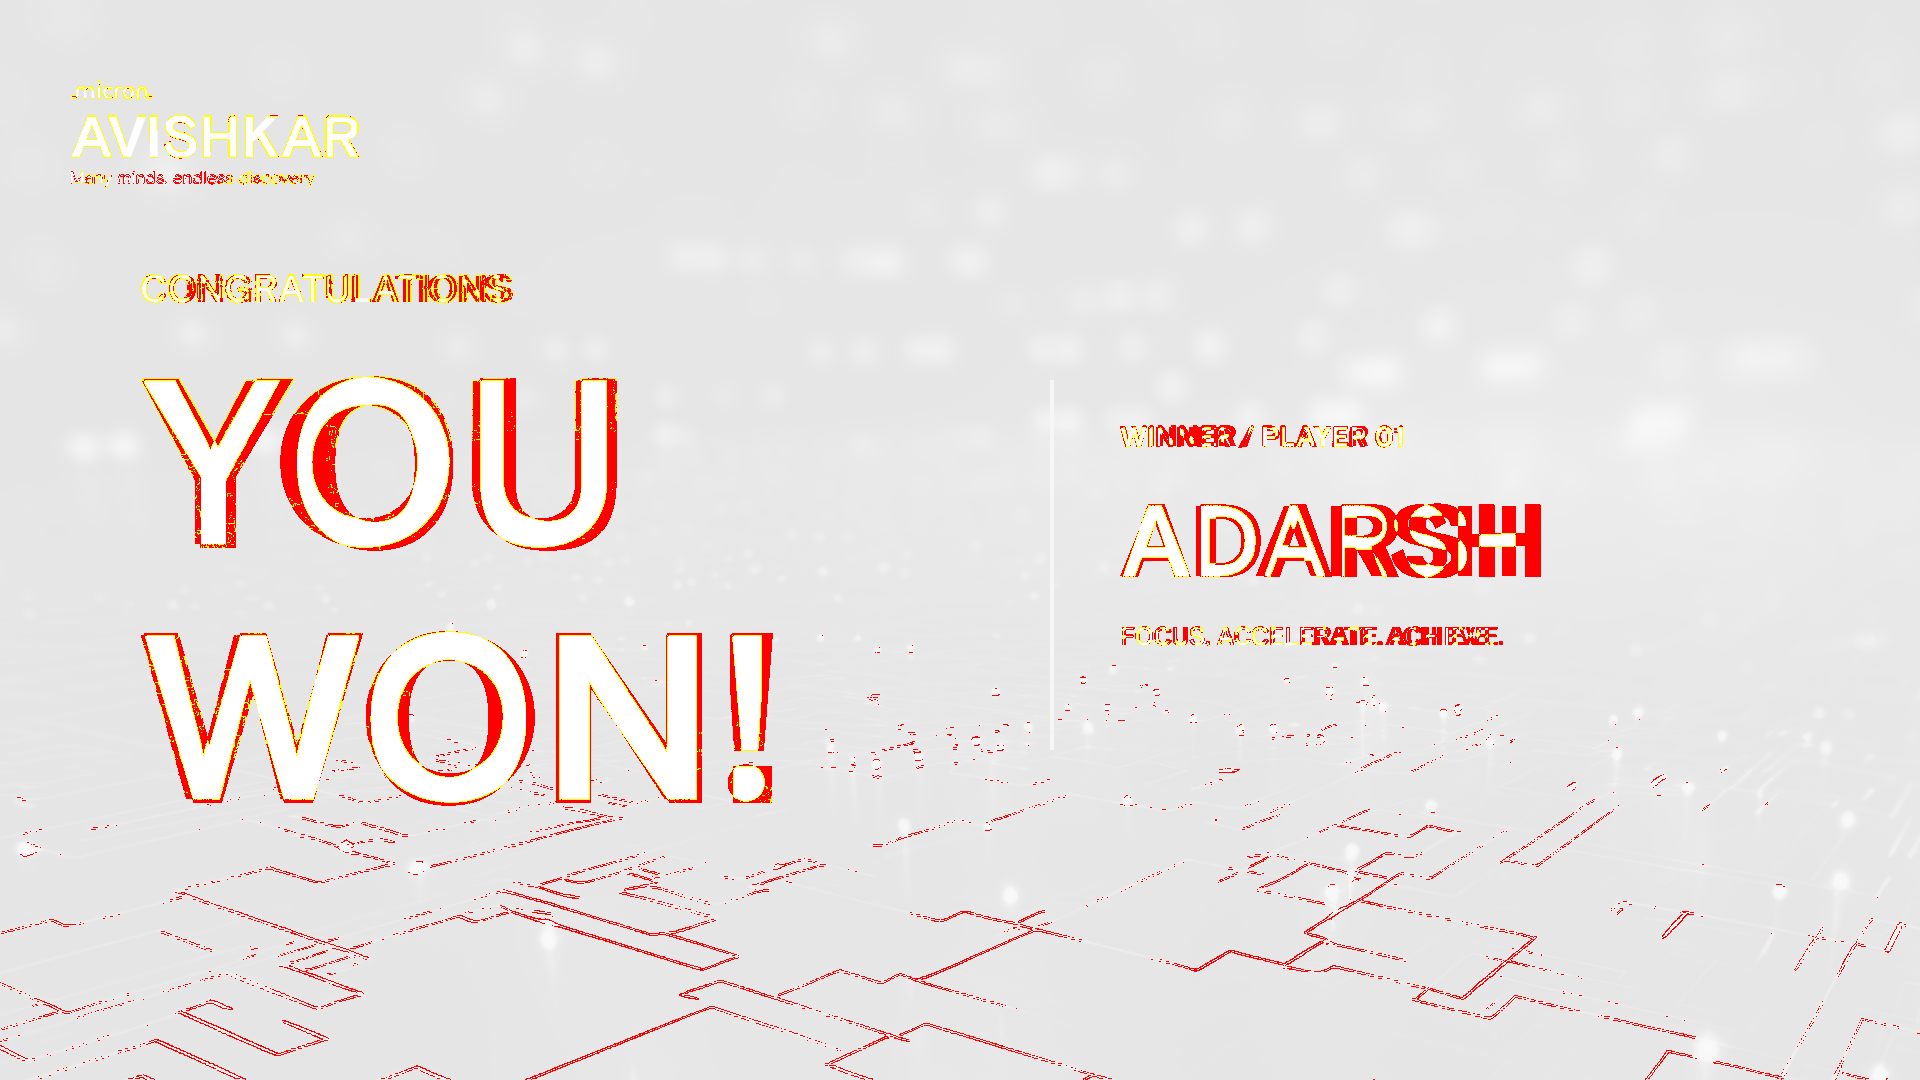 micron.
AVISHKAR
Many minds. endless discovery
CONGRATULATIONS
YOU
WON!
WINNER / PLAYER 01
ADARSH
FOCUS. ACCELERATE. ACHIEVE.